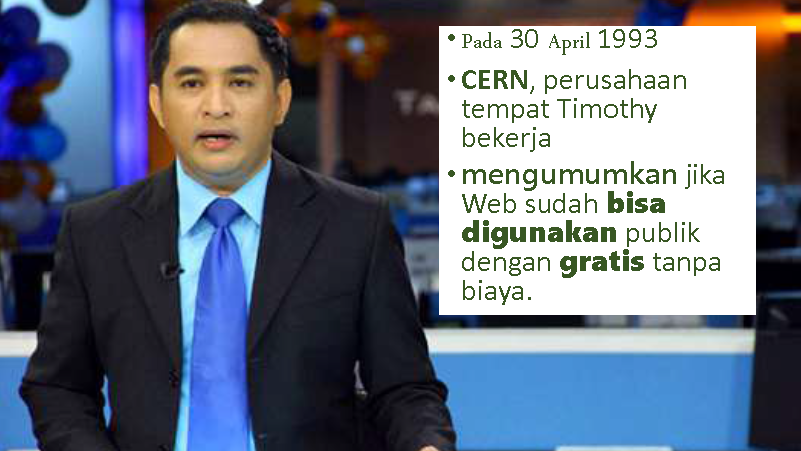 • Pada 30 April 1993
• CERN, perusahaan
tempat Timothy
bekerja
• mengumumkan jika
Web sudah bisa
digunakan publik
dengan gratis tanpa
biaya.